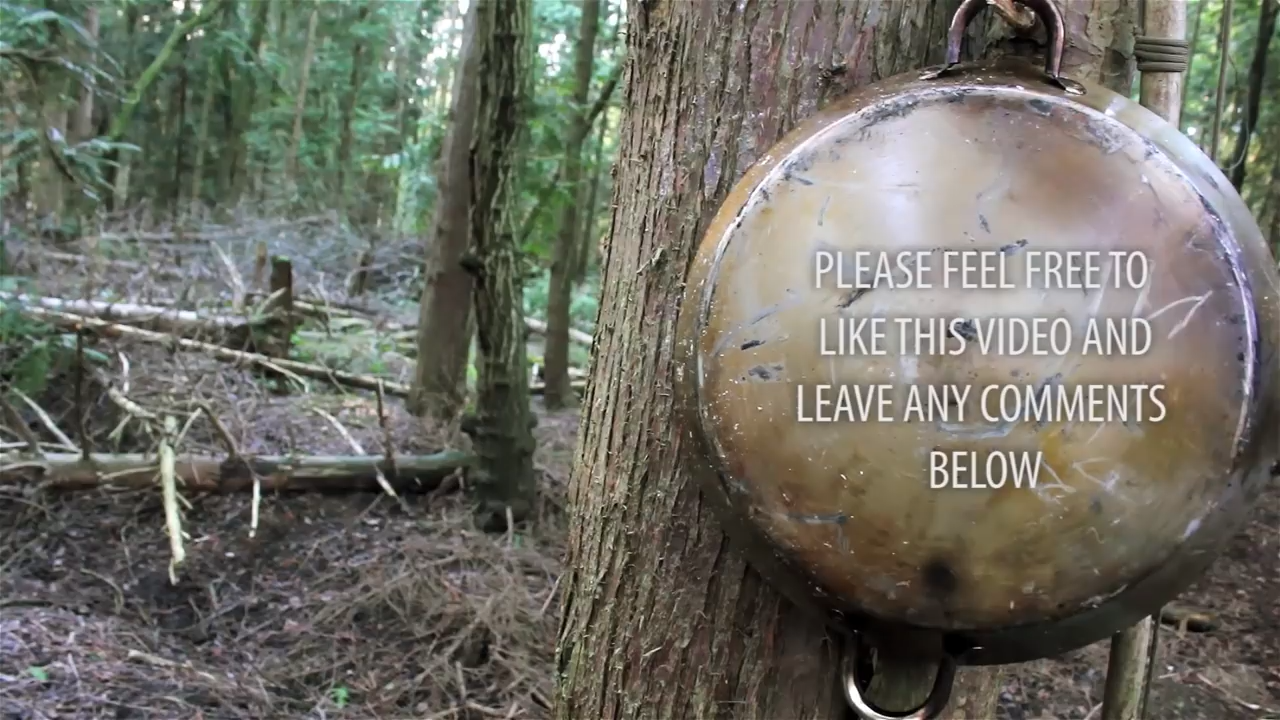 PLEASE FEEL FREE TO
LIKE THIS VIDEO AND
LEAVE ANY COMMENTS
BELOW